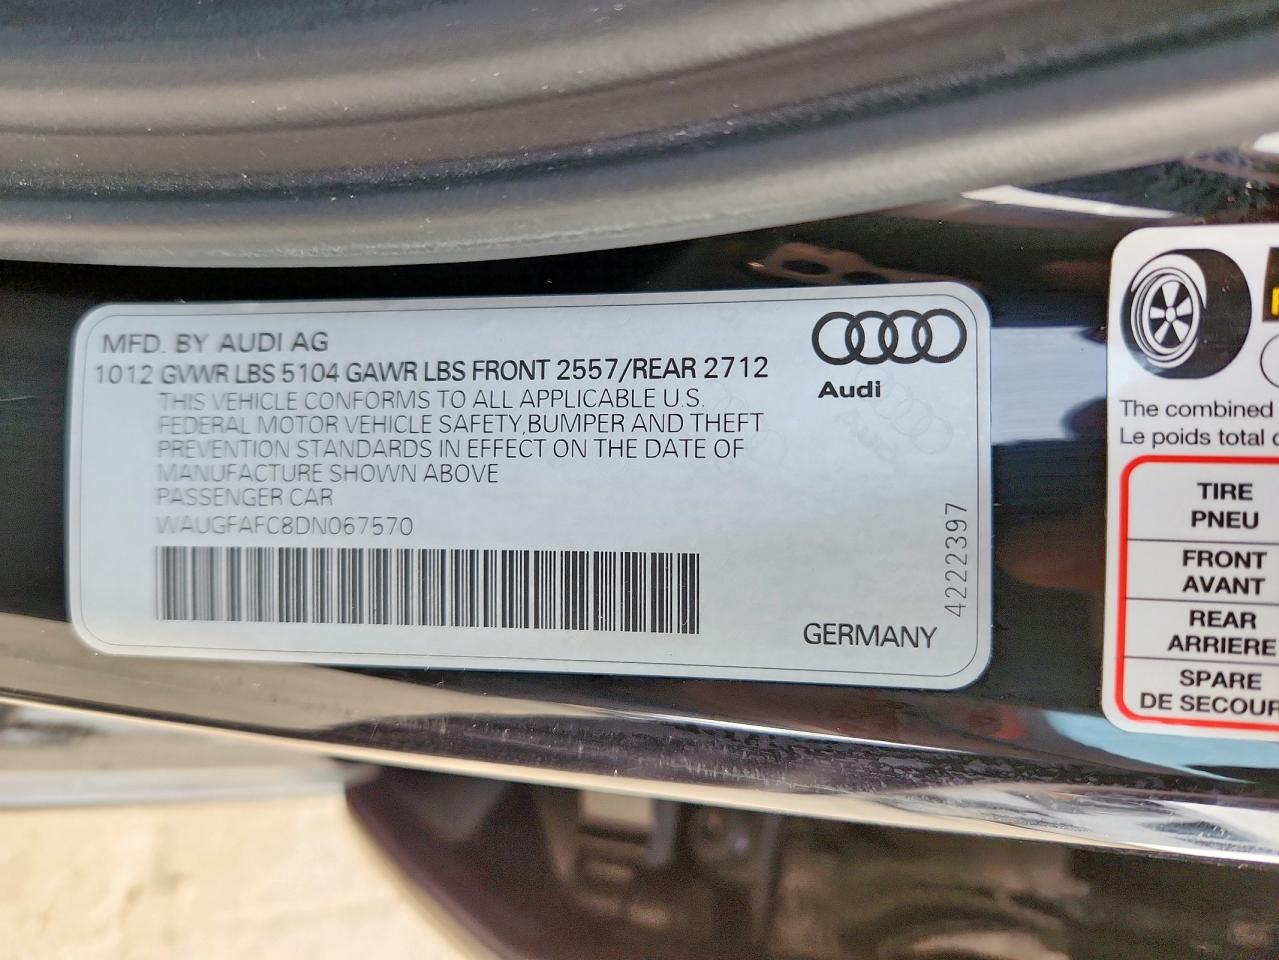 MFD. BY AUDI AG
1012 GVWR LBS 5104 GAWR LBS FRONT 2557/REAR 2712
THIS VEHICLE CONFORMS TO ALL APPLICABLE U.S.
FEDERAL MOTOR VEHICLE SAFETY,BUMPER AND THEFT
PREVENTION STANDARDS IN EFFECT ON THE DATE OF
MANUFACTURE SHOWN ABOVE
PASSENGER CAR
WAUGFAFC8DN067570
Audi
GERMANY
4222397
The combined
Le poids total
TIRE
PNEU
FRONT
AVANT
REAR
ARRIERE
SPARE
DE SECOUR